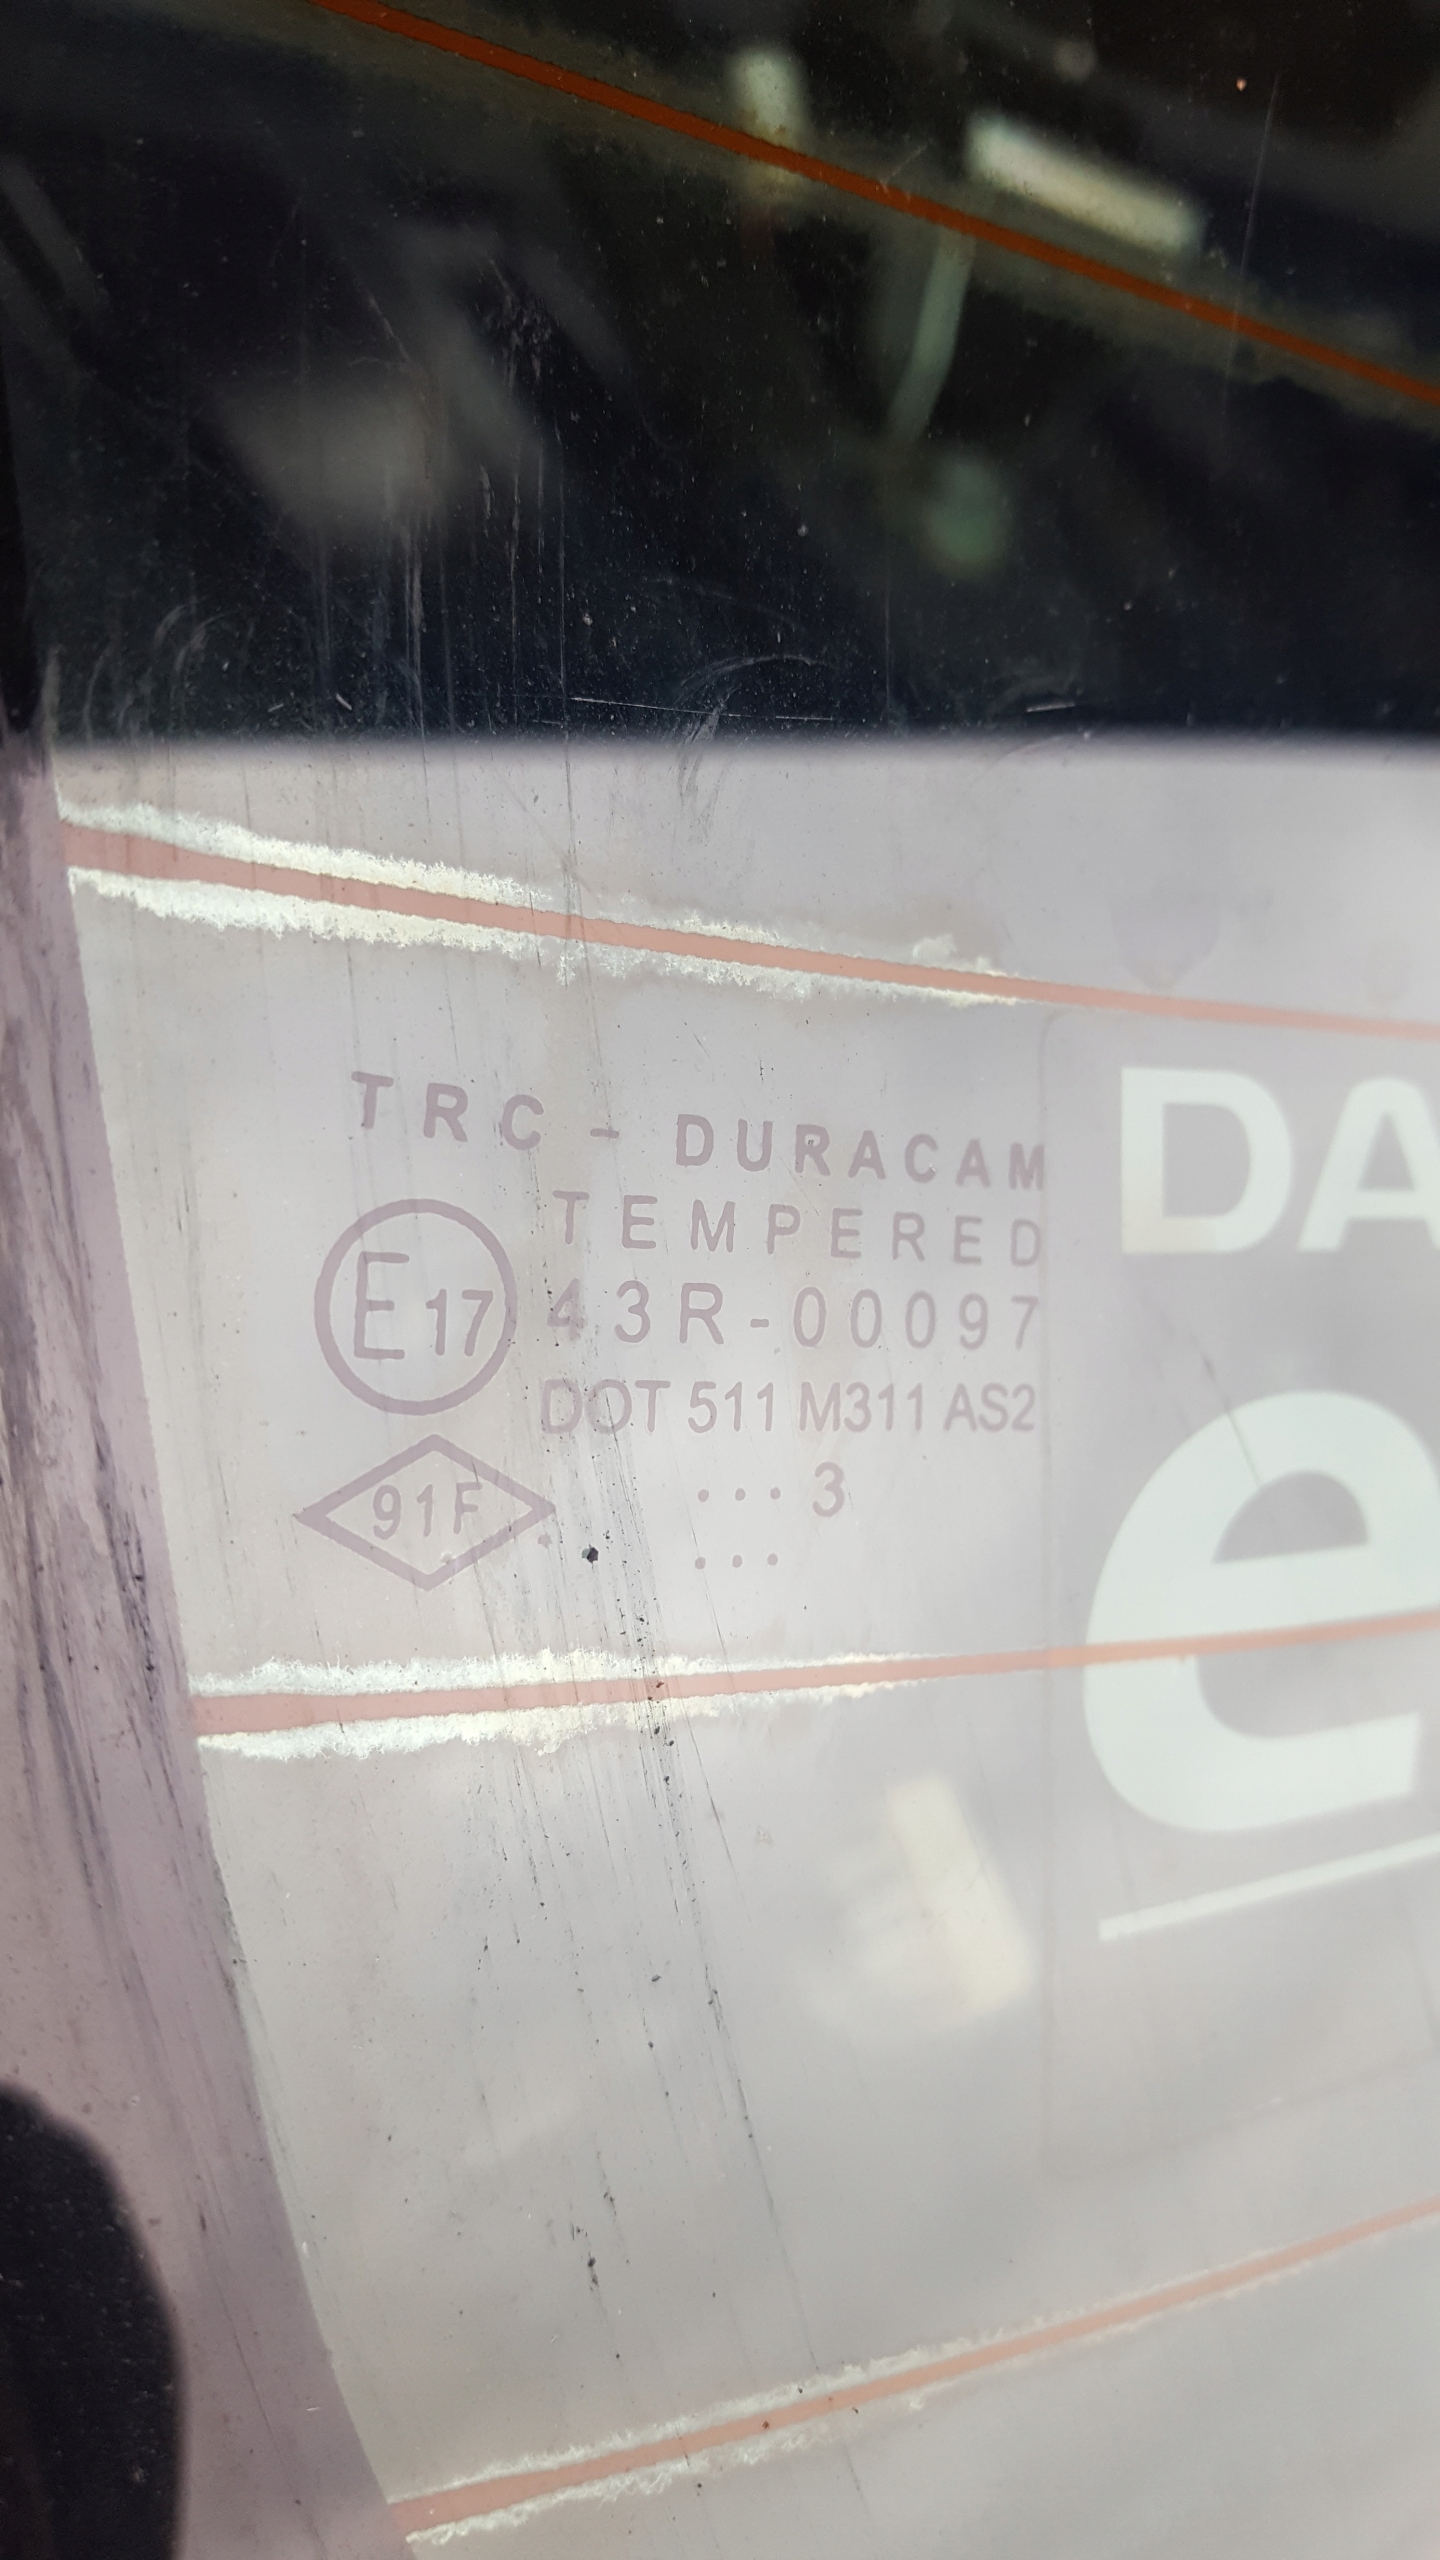 TRC - DURACAM
TEMPERED
E17 43R-00097
DOT 511 M311 AS2
91F
... 3
...
DA
e